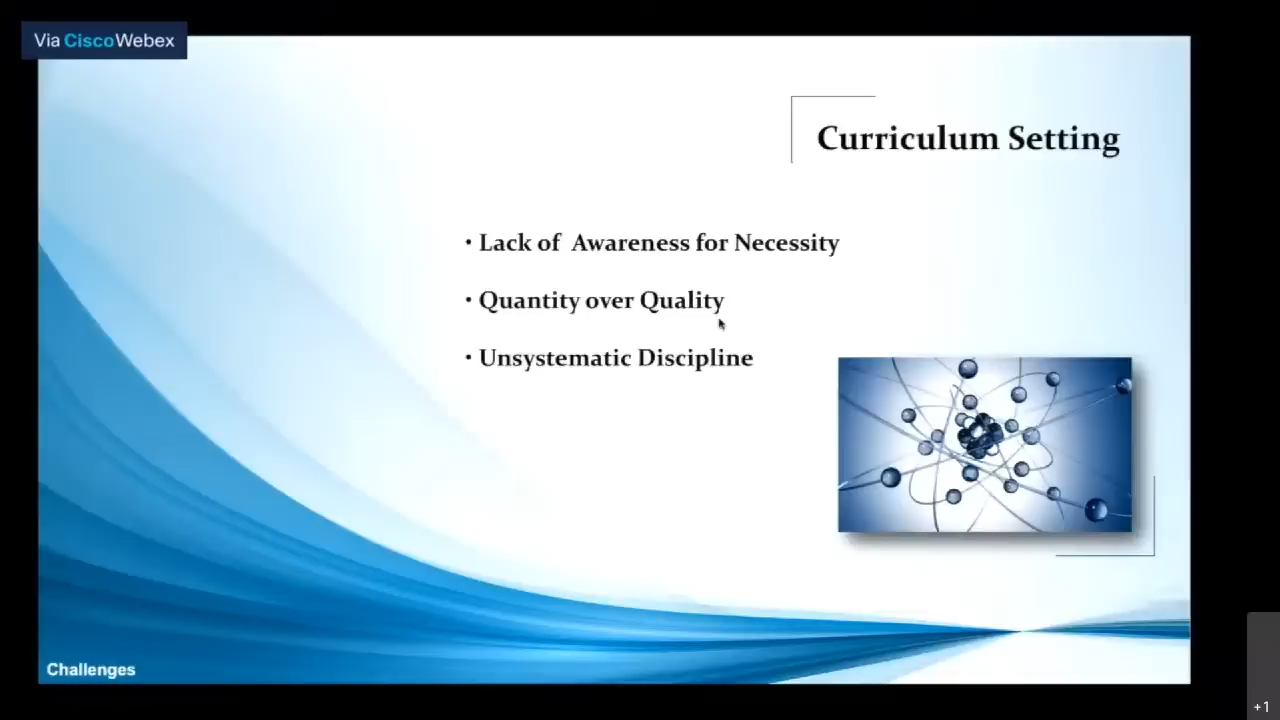 Via CiscoWebex
Curriculum Setting
• Lack of  Awareness for Necessity
• Quantity over Quality
• Unsystematic Discipline
Challenges
+1